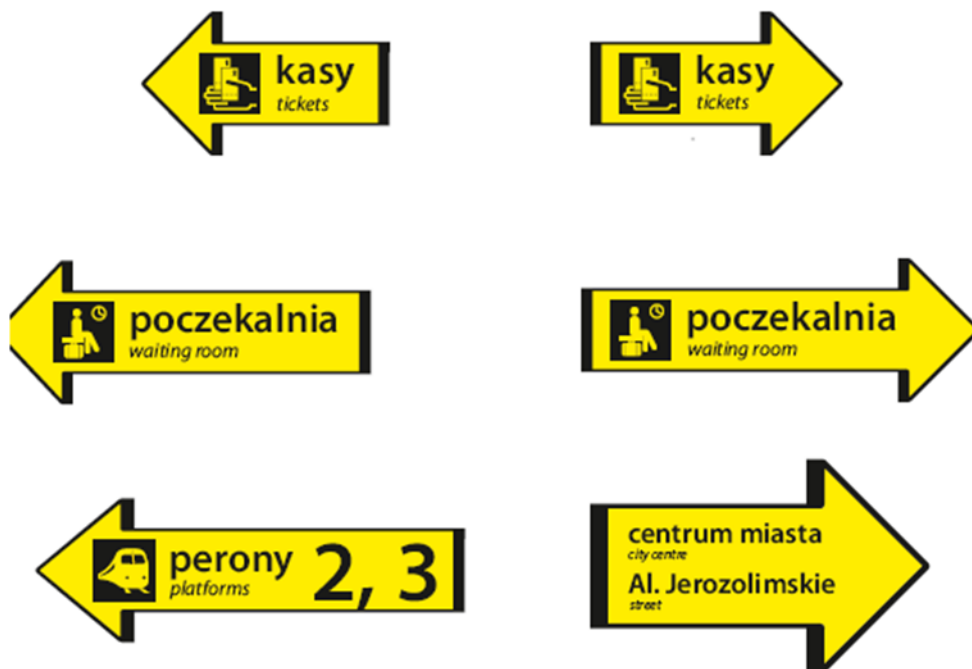 kasy
tickets
kasy
tickets
poczekalnia
waiting room
poczekalnia
waiting room
perony 2, 3
platforms
centrum miasta
city centre
Al. Jerozolimskie
street